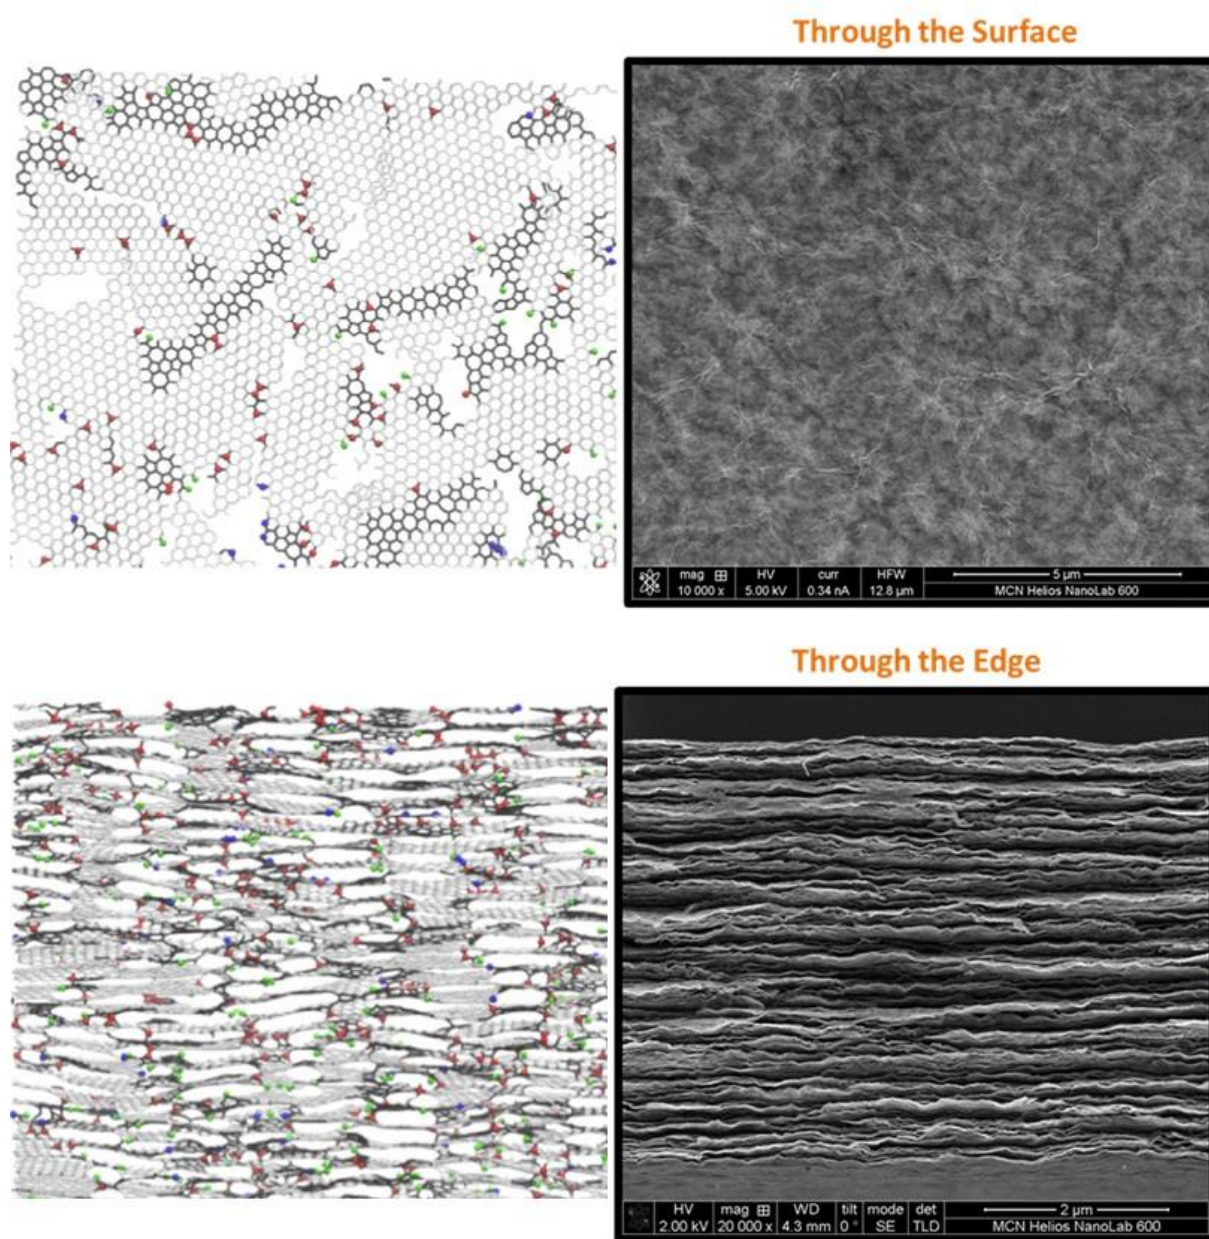 Through the Surface
mag HV curr HFW 5 µm
10 000 x 5.00 kV 0.34 nA 12.8 µm MCN Helios NanoLab 600
Through the Edge
HV mag WD tilt mode det 2 µm
2.00 kV 20 000 x 4.3 mm 0 ° SE TLD MCN Helios NanoLab 600